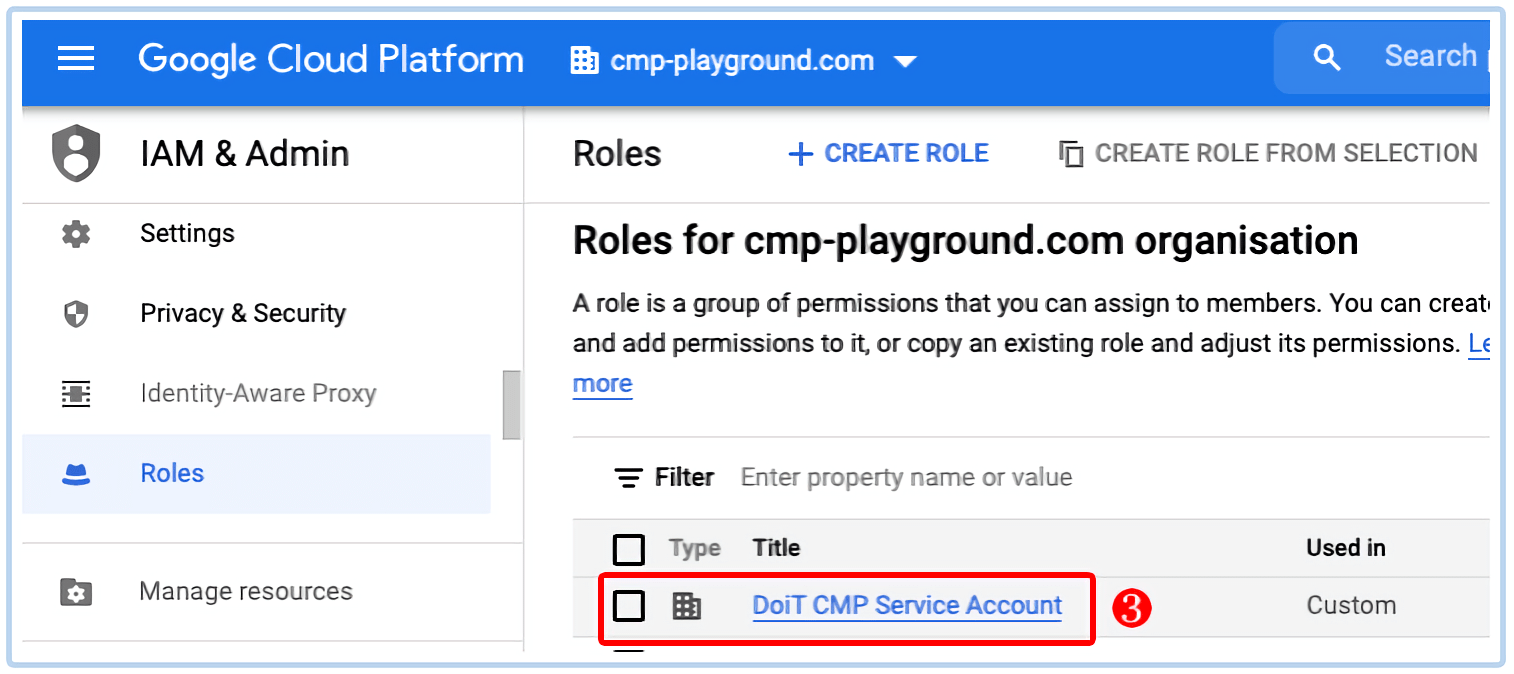 Google Cloud Platform
cmp-playground.com
Search
IAM & Admin
Roles
CREATE ROLE
CREATE ROLE FROM SELECTION
Settings
Privacy & Security
Identity-Aware Proxy
Roles
Manage resources
Roles for cmp-playground.com organisation
A role is a group of permissions that you can assign to members. You can create
and add permissions to it, or copy an existing role and adjust its permissions. Le
more
Filter Enter property name or value
Type Title Used in
DoiT CMP Service Account 3 Custom